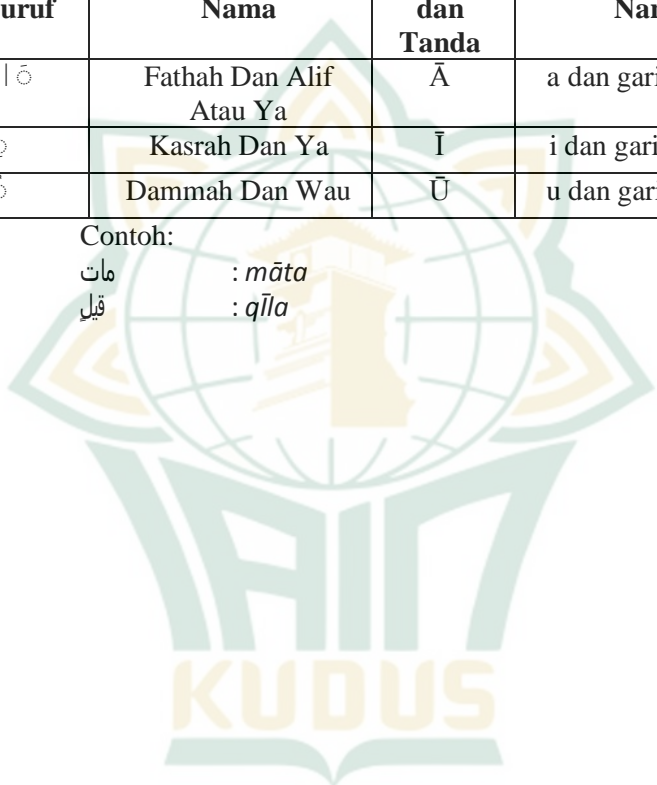 uruf Nama dan Tanda Nar
Fathah Dan Alif Atau Ya Ā a dan gari
Kasrah Dan Ya Ī i dan gari
Dammah Dan Wau Ū u dan gari
Contoh:
مات : māta
قيل : qīla
IAIN
KUDUS